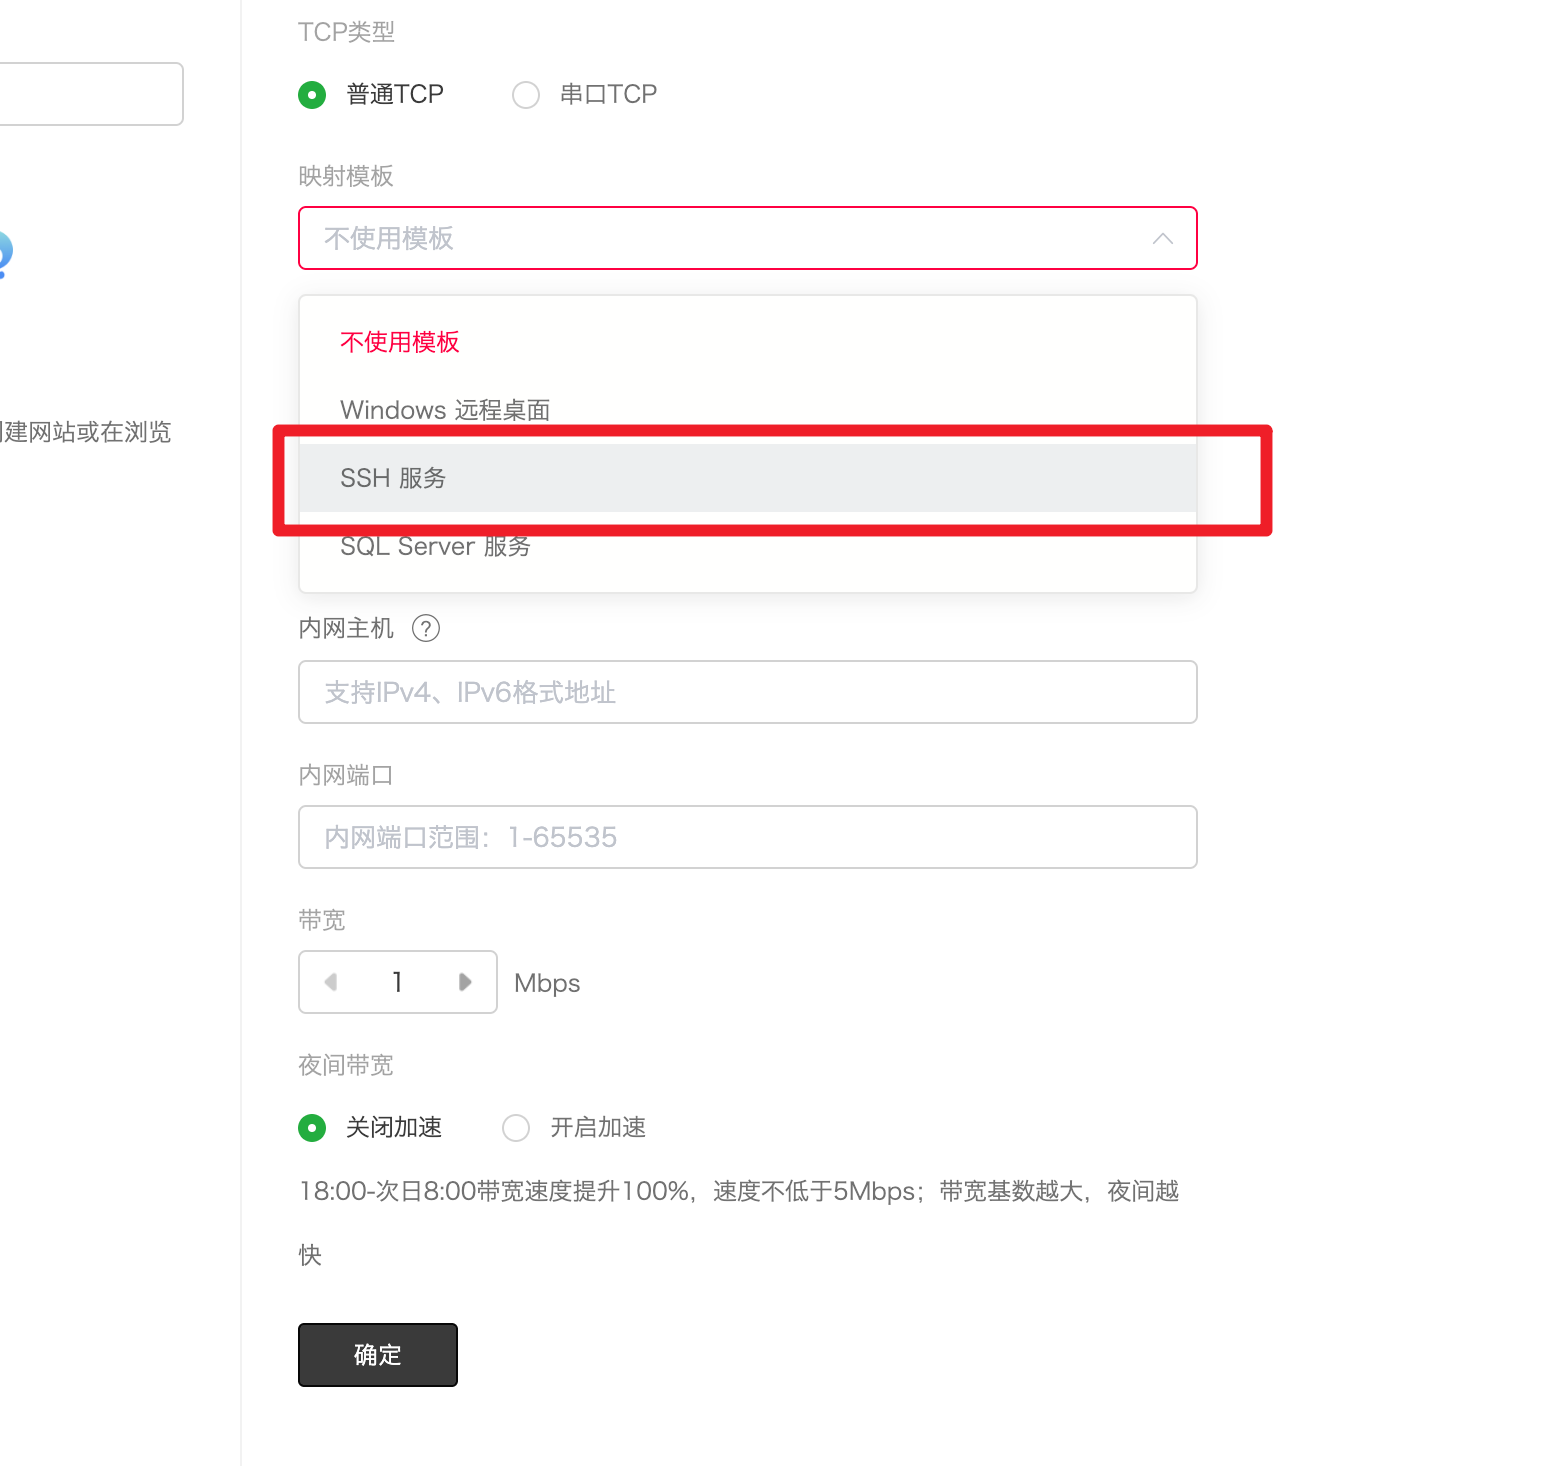 TCP类型
普通TCP
串口TCP
映射模板
不使用模板
不使用模板
Windows 远程桌面
建网站或在浏览
SSH 服务
SQL Server 服务
内网主机 ?
支持IPv4、IPv6格式地址
内网端口
内网端口范围：1-65535
带宽
1 Mbps
夜间带宽
关闭加速
开启加速
18:00-次日8:00带宽速度提升100%，速度不低于5Mbps；带宽基数越大，夜间越
快
确定